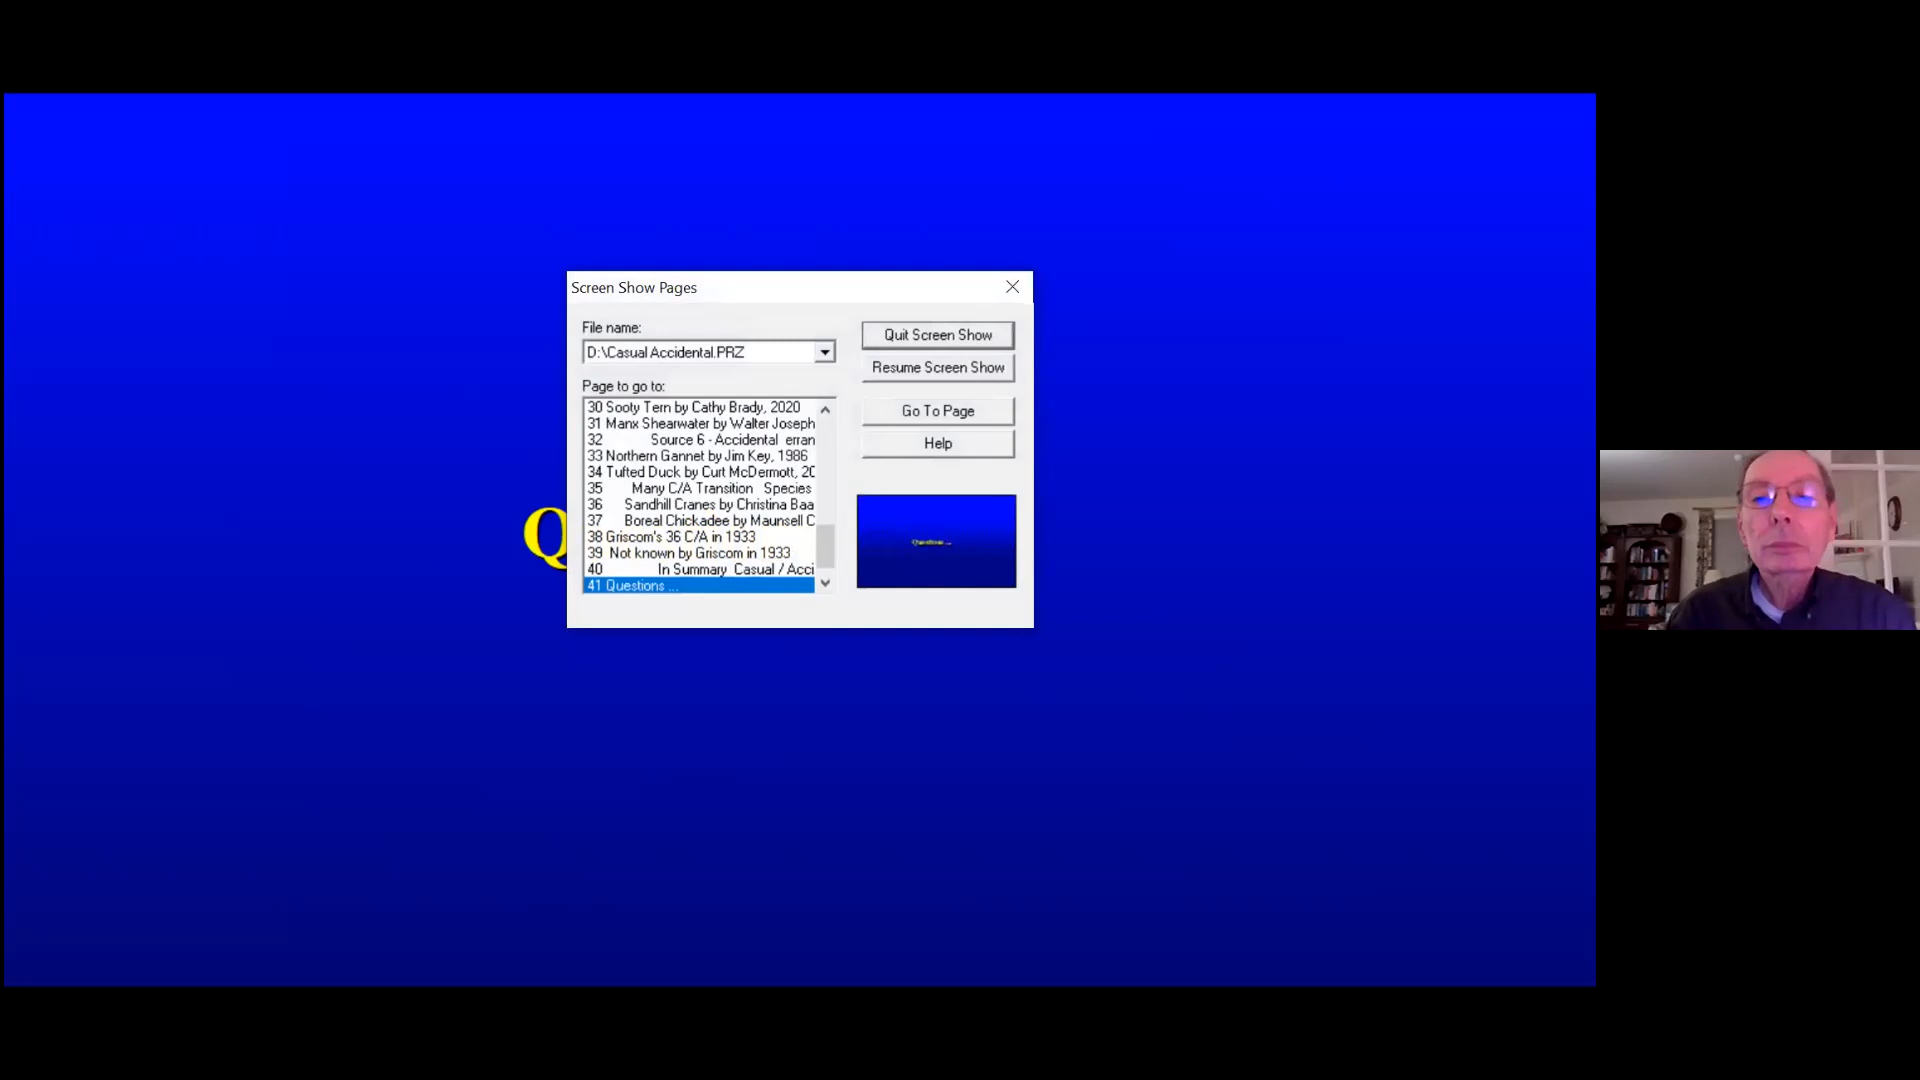 Screen Show Pages
File name:
D:\Casual Accidental.PRZ
Page to go to:
30 Sooty Tern by Cathy Brady, 2020
31 Manx Shearwater by Walter Joseph
32 Source 6 - Accidental erran
33 Northern Gannet by Jim Key, 1986
34 Tufted Duck by Curt McDermott, 20
35 Many C/A Transition Species
36 Sandhill Cranes by Christina Baa
37 Boreal Chickadee by Maunsell C
38 Griscom's 36 C/A in 1933
39 Not known by Griscom in 1933
40 In Summary Casual / Acci
41 Questions ...
Quit Screen Show
Resume Screen Show
Go To Page
Help
Questions ...
Q